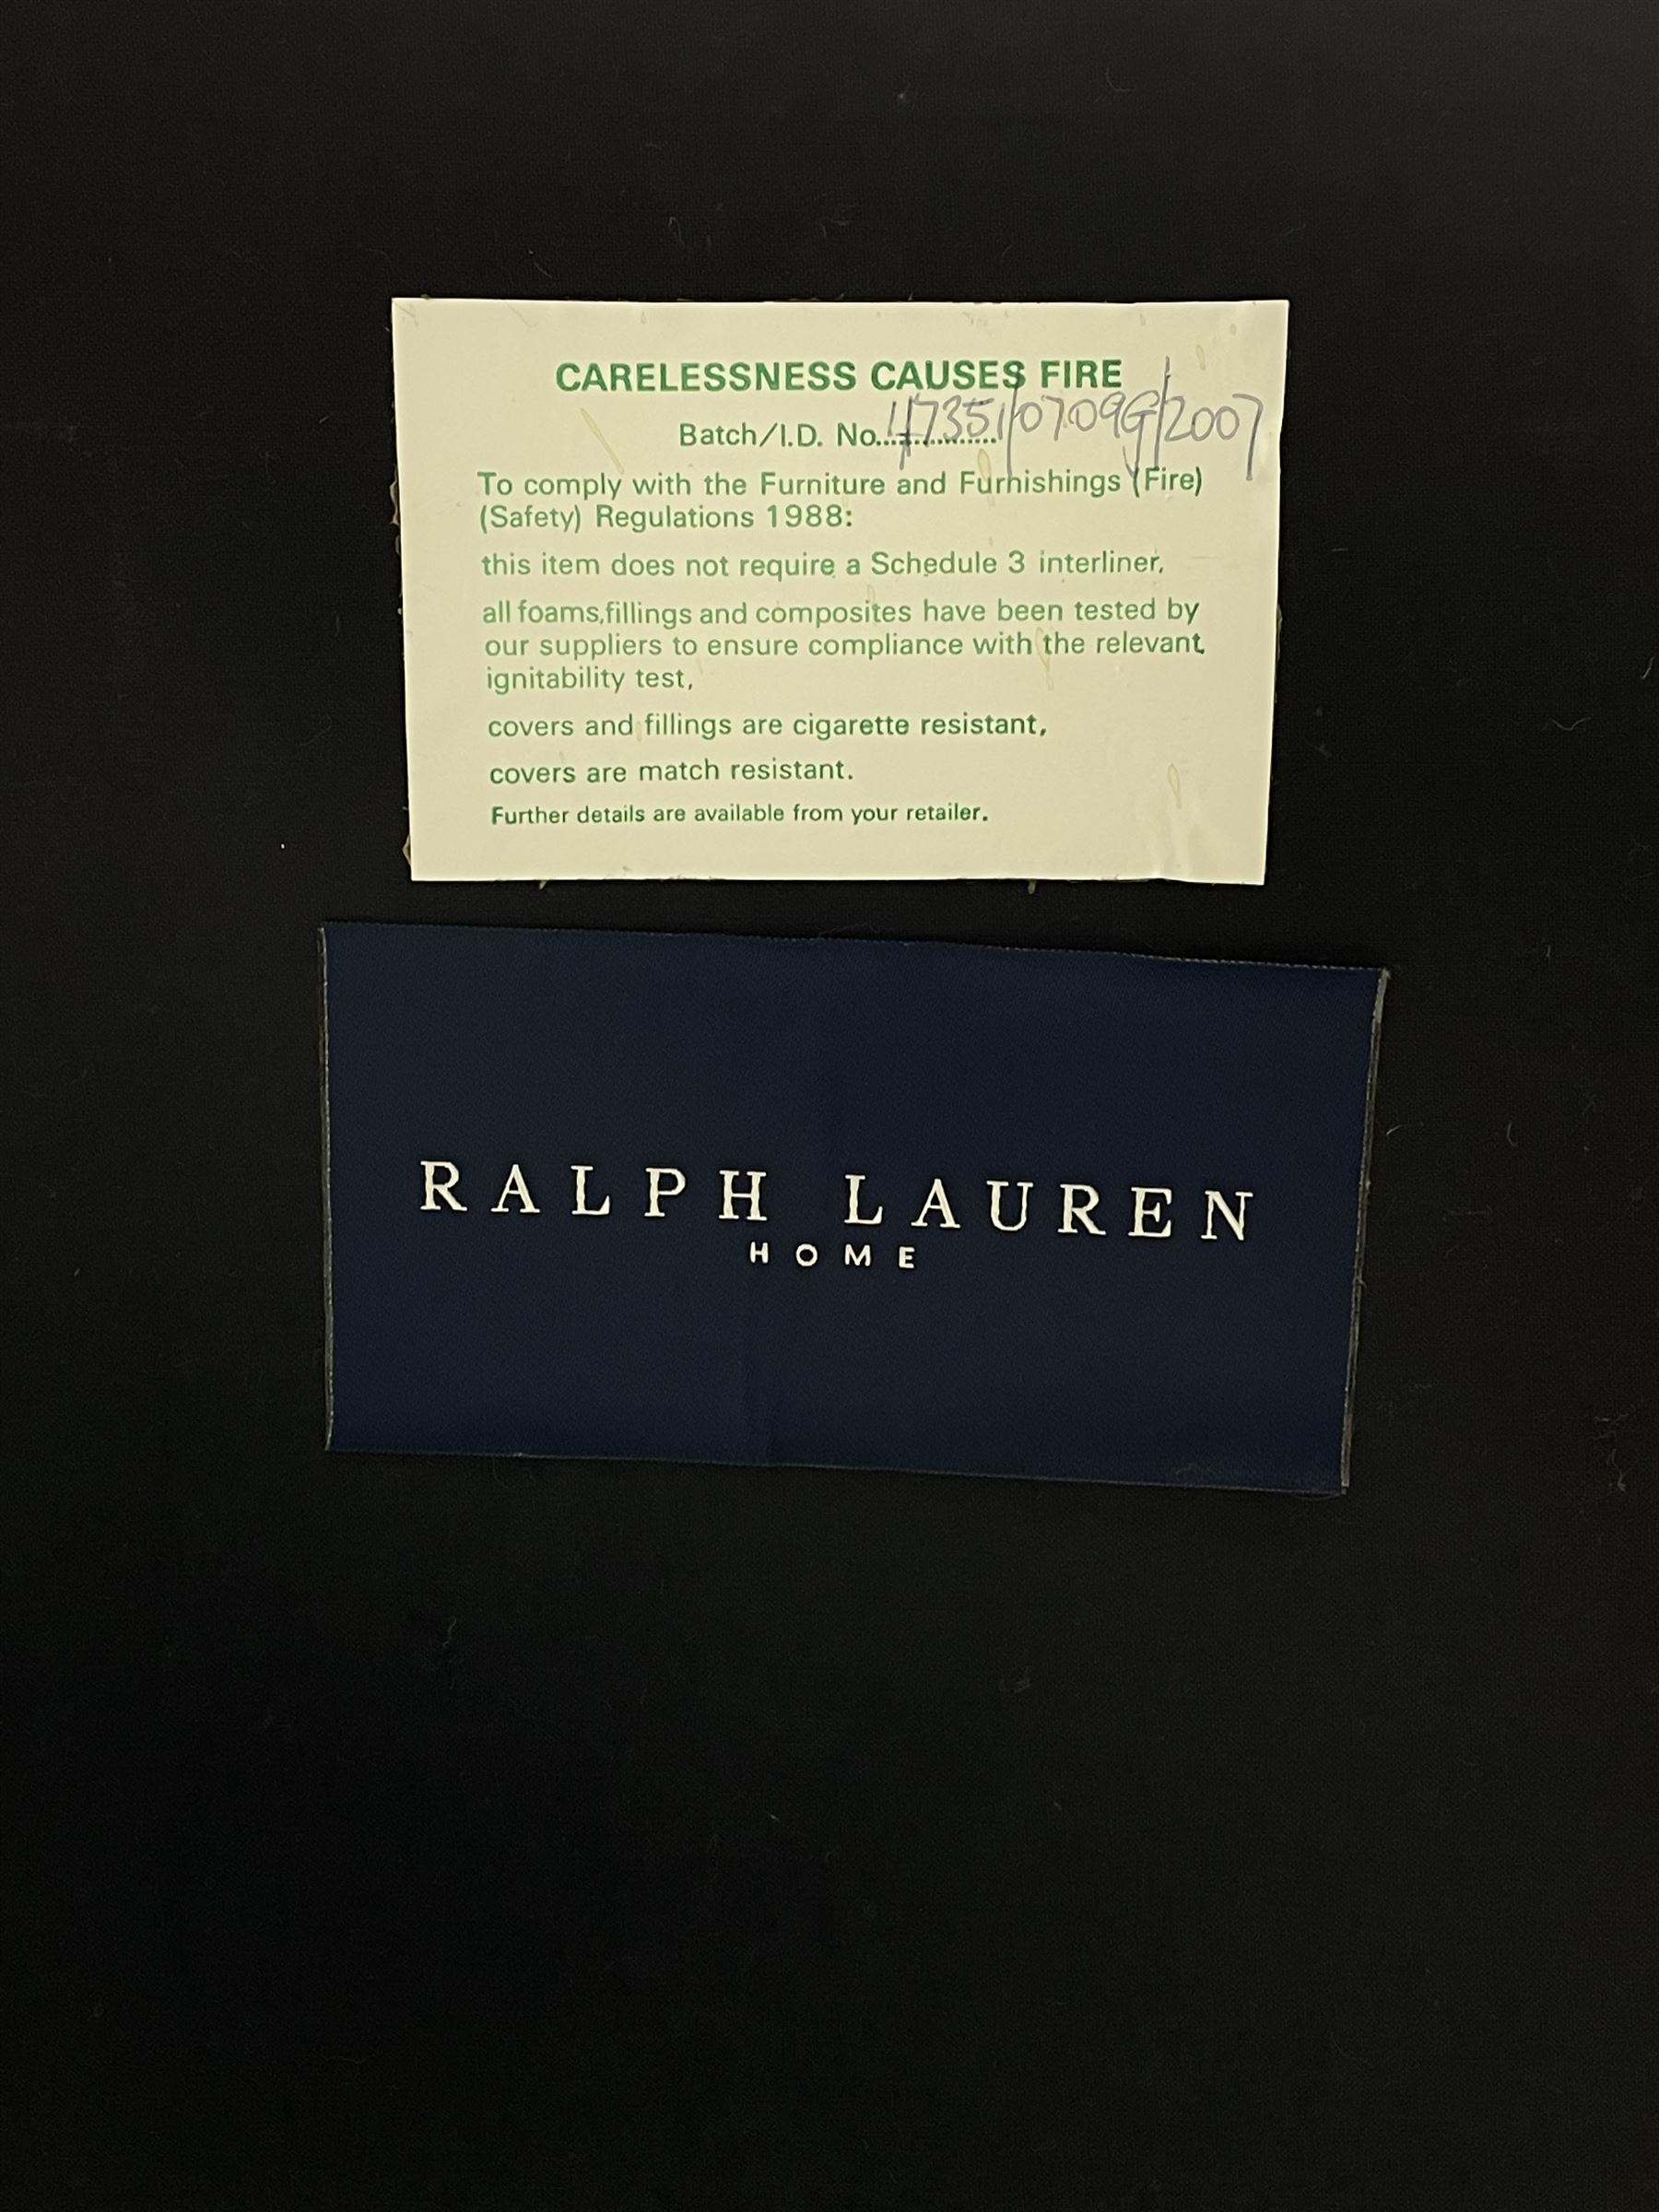 CARELESSNESS CAUSES FIRE
Batch/I.D. No................ 47351/0709G/2007
To comply with the Furniture and Furnishings (Fire)
(Safety) Regulations 1988:
this item does not require a Schedule 3 interliner,
all foams,fillings and composites have been tested by
our suppliers to ensure compliance with the relevant
ignitability test,
covers and fillings are cigarette resistant,
covers are match resistant.
Further details are available from your retailer.
RALPH LAUREN
HOME